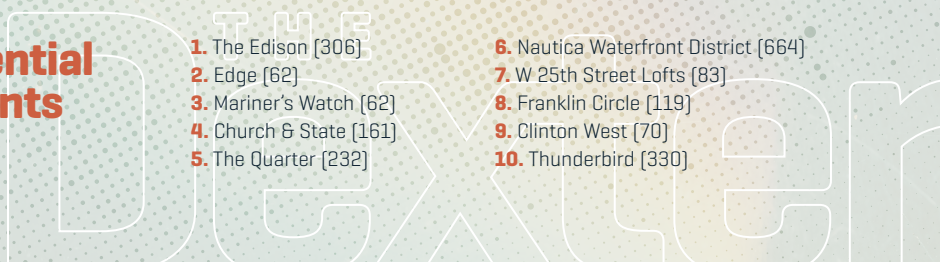 THE
Dexter
ential
nts
1. The Edison (306)
2. Edge (62)
3. Mariner's Watch (62)
4. Church & State (161)
5. The Quarter (232)
6. Nautica Waterfront District (664)
7. W 25th Street Lofts (83)
8. Franklin Circle (119)
9. Clinton West (70)
10. Thunderbird (330)